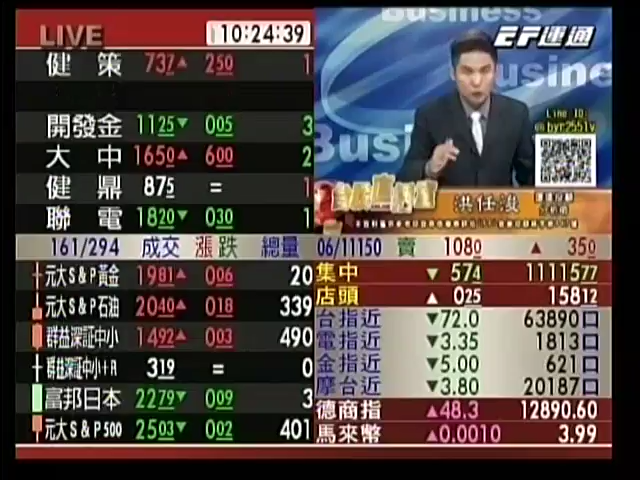 LIVE 10:24:39
健策 737▲ 250 1
開發金 1125▼ 005 3
大中 1650▲ 600 2
健鼎 875 = 1
聯電 1820▼ 030 1
161/294 成交 漲跌 總量
元大S&P黃金 1981▲ 006 20
元大S&P石油 2040▲ 018 339
群益深証中小 1492▲ 003 490
群益深証中小+R 319 = 0
富邦日本 2279▼ 009 3
元大S&P500 2503▼ 002 401
Business
運通
Line ID:
洪任浚
06/11150 賣 1080 ▲ 350
集中 ▼ 574 1111577
店頭 ▲ 025 15812
台指近 ▼72.0 63890口
電指近 ▼3.35 1813口
金指近 ▼5.00 621口
摩台近 ▼3.80 20187口
德商指 ▲48.3 12890.60
馬來幣 ▲0.0010 3.99